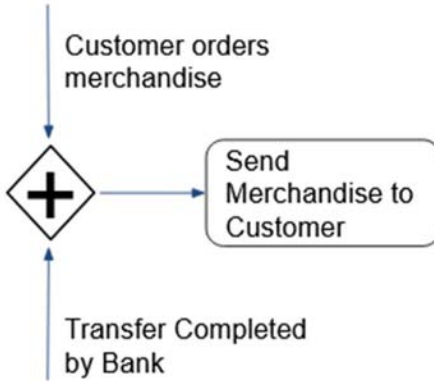 Customer orders
merchandise
Send
Merchandise to
Customer
Transfer Completed
by Bank